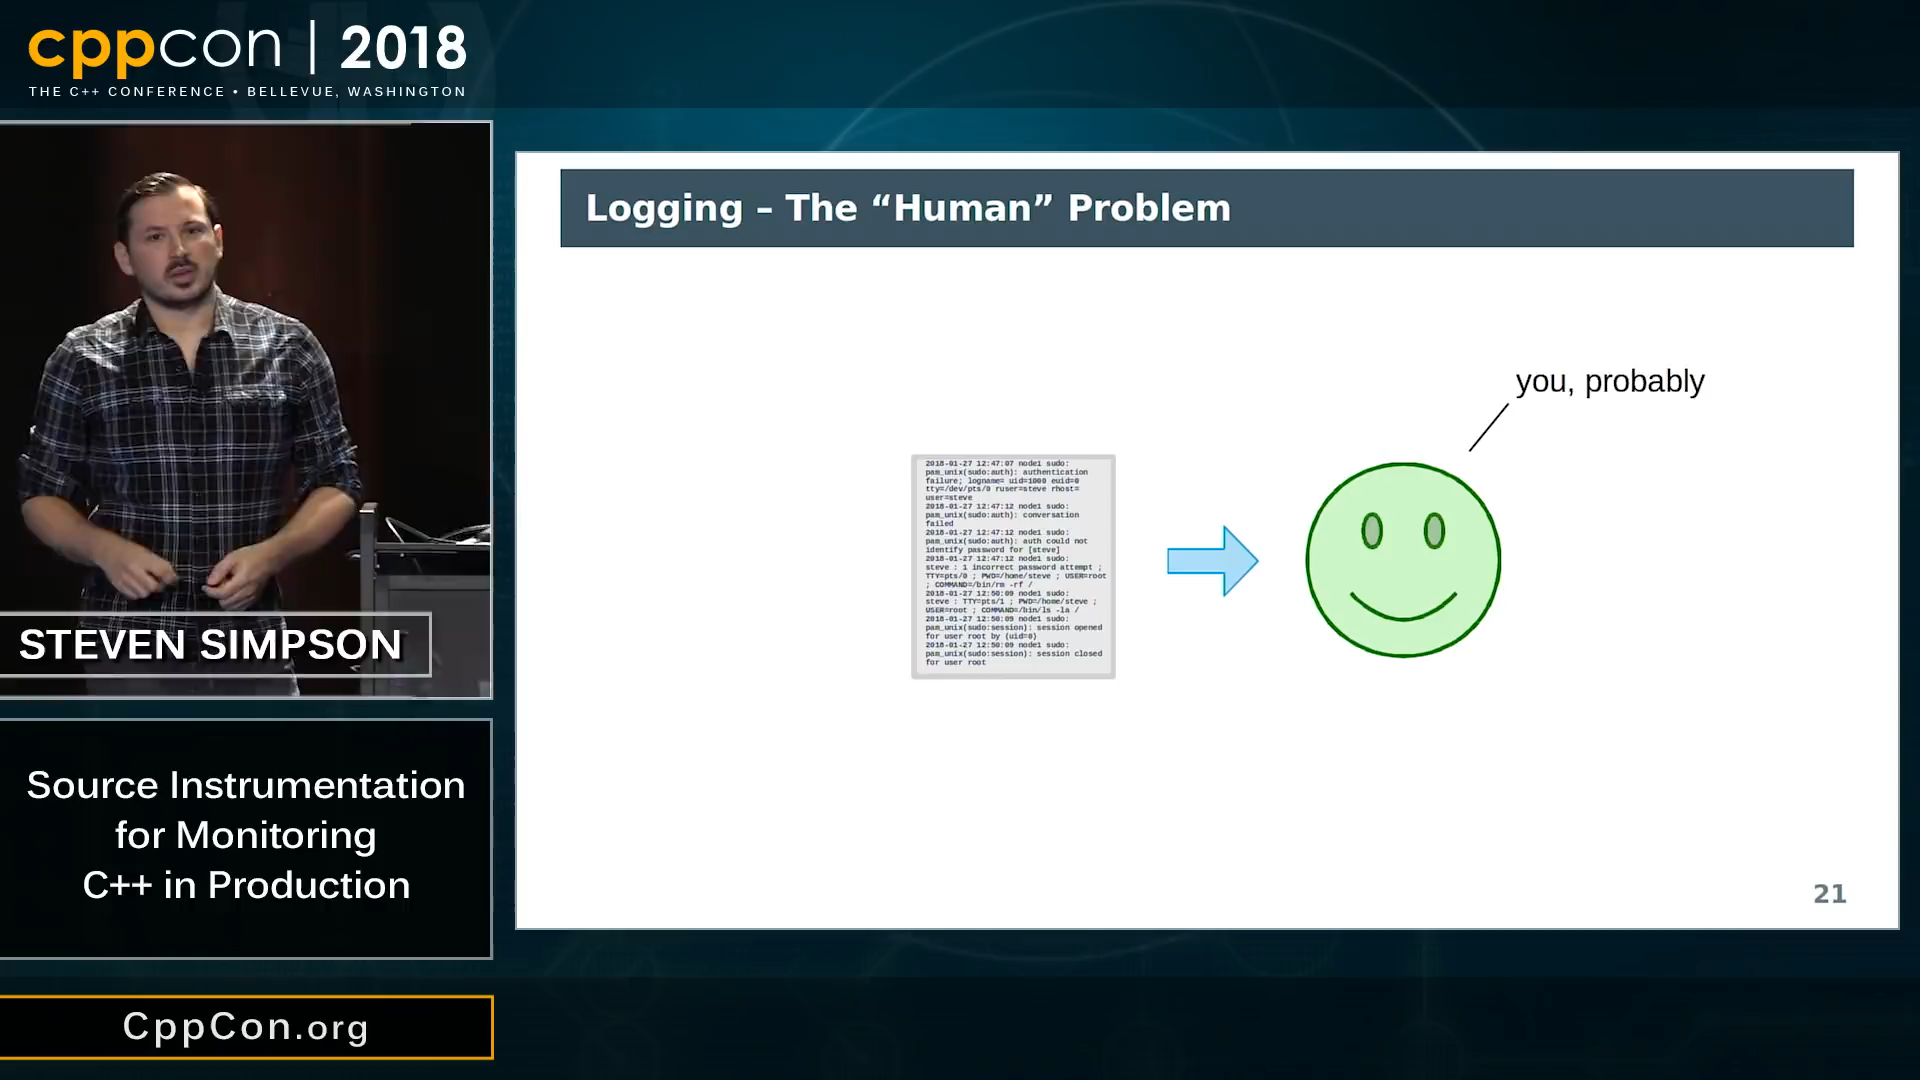 cppcon | 2018
THE C++ CONFERENCE • BELLEVUE, WASHINGTON
STEVEN SIMPSON
Source Instrumentation
for Monitoring
C++ in Production
CppCon.org
Logging – The “Human” Problem
you, probably
2018-01-27 12:47:07 node1 sudo:
pam_unix(sudo:auth): authentication
failure; logname= uid=1000 euid=0
tty=/dev/pts/0 ruser=steve rhost=
user=steve
2018-01-27 12:47:12 node1 sudo:
pam_unix(sudo:auth): conversation
failed
2018-01-27 12:47:12 node1 sudo:
pam_unix(sudo:auth): auth could not
identify password for [steve]
2018-01-27 12:47:12 node1 sudo:
steve : 1 incorrect password attempt ;
TTY=pts/0 ; PWD=/home/steve ; USER=root
; COMMAND=/bin/rm -rf /
2018-01-27 12:50:09 node1 sudo:
steve : TTY=pts/1 ; PWD=/home/steve ;
USER=root ; COMMAND=/bin/ls -la /
2018-01-27 12:50:09 node1 sudo:
pam_unix(sudo:session): session opened
for user root by (uid=0)
2018-01-27 12:50:09 node1 sudo:
pam_unix(sudo:session): session closed
for user root
21